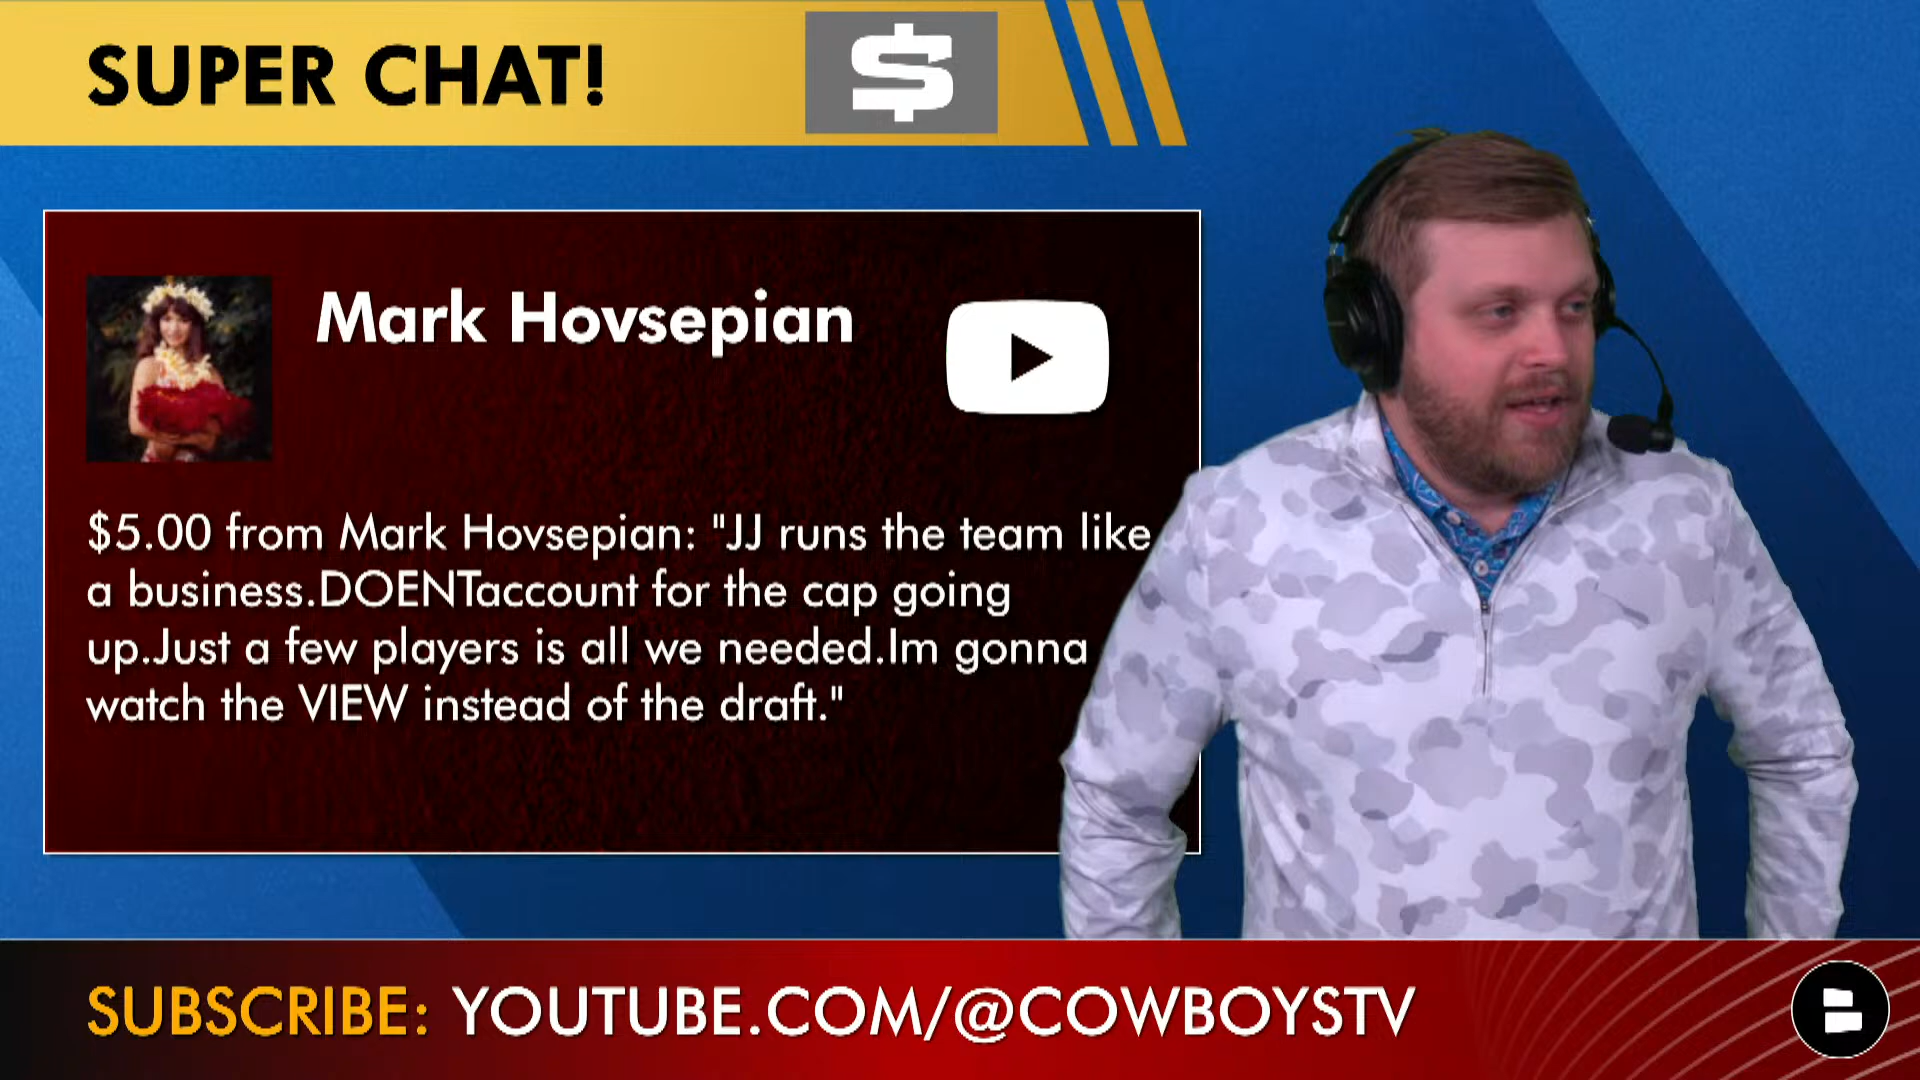 SUPER CHAT!
$
Mark Hovsepian
$5.00 from Mark Hovsepian: "JJ runs the team like
a business.DOENTaccount for the cap going
up.Just a few players is all we needed.Im gonna
watch the VIEW instead of the draft."
SUBSCRIBE: YOUTUBE.COM/@COWBOYSTV